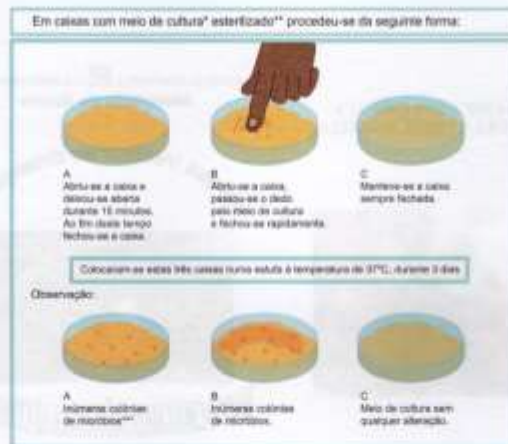 Em caixas com meio de cultura* esterilizado** procedeu-se da seguinte forma:
A
Abriu-se a caixa e
deixou-se aberta
durante 15 minutos.
Ao fim deste tempo
fechou-se a caixa.
B
Abriu-se a caixa,
passou-se o dedo
pelo meio de cultura
e fechou-se rapidamente.
C
Manteve-se a caixa
sempre fechada.
Colocaram-se estas três caixas numa estufa à temperatura de 37ºC, durante 3 dias
Observação:
A
Inúmeras colónias
de micróbios***
B
Inúmeras colónias
de micróbios.
C
Meio de cultura sem
qualquer alteração.